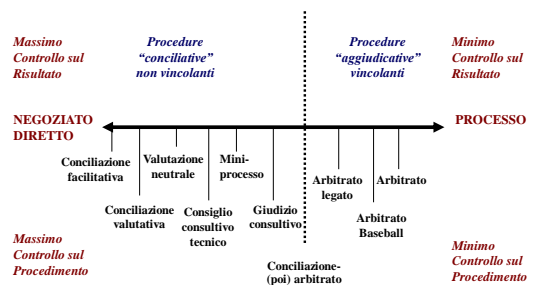 Massimo
Controllo sul
Risultato
Procedure
“conciliative”
non vincolanti
Procedure
“aggiudicative”
vincolanti
Minimo
Controllo sul
Risultato
NEGOZIATO
DIRETTO
PROCESSO
Conciliazione
facilitativa
Valutazione
neutrale
Mini-
processo
Arbitrato
legato
Arbitrato
Conciliazione
valutativa
Consiglio
consultivo
tecnico
Giudizio
consultivo
Arbitrato
Baseball
Massimo
Controllo sul
Procedimento
Conciliazione-
(poi) arbitrato
Minimo
Controllo sul
Procedimento